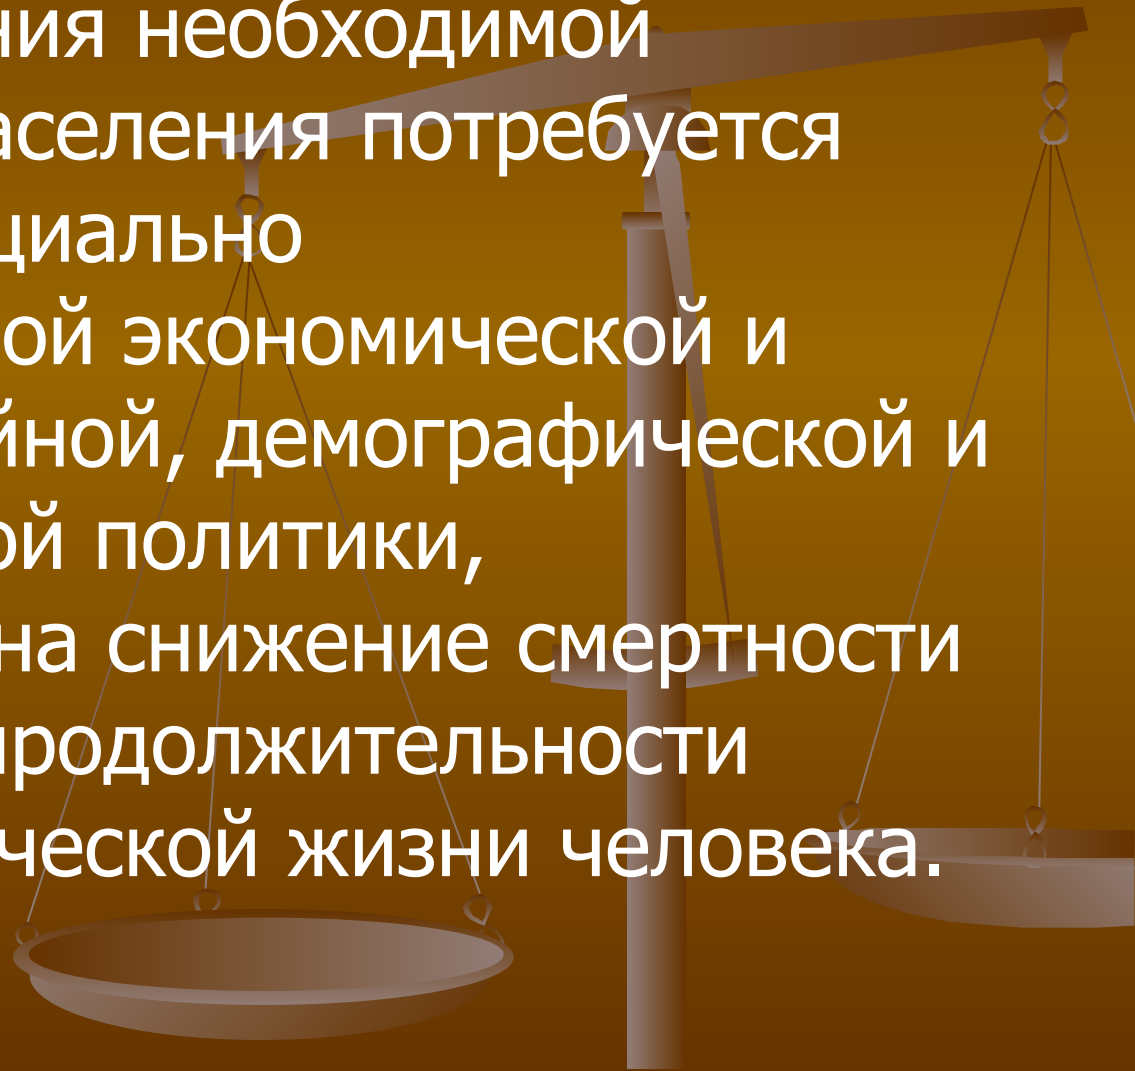 ния необходимой
аселения потребуется
циально
ой экономической и
йной, демографической и
ой политики,
на снижение смертности
продолжительности
ческой жизни человека.